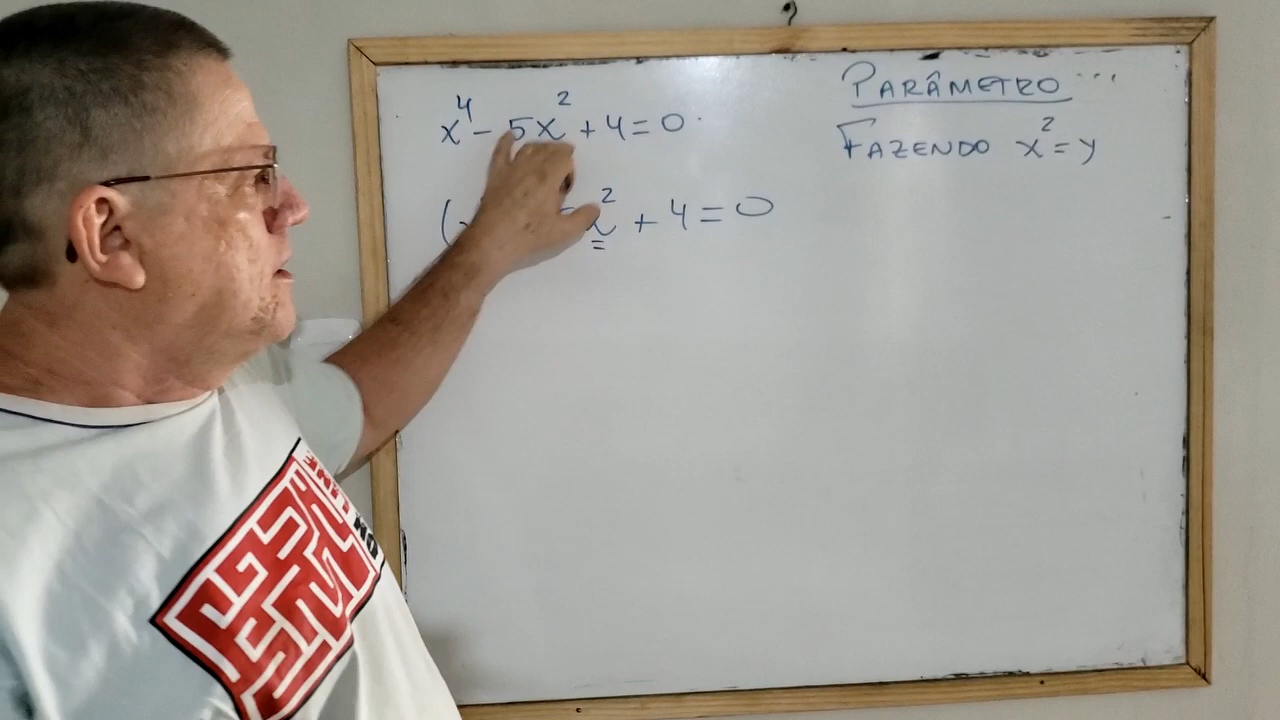 x⁴ - 5x² + 4 = 0
( x² + 4 = 0
PARÂMETRO ...
FAZENDO x² = y